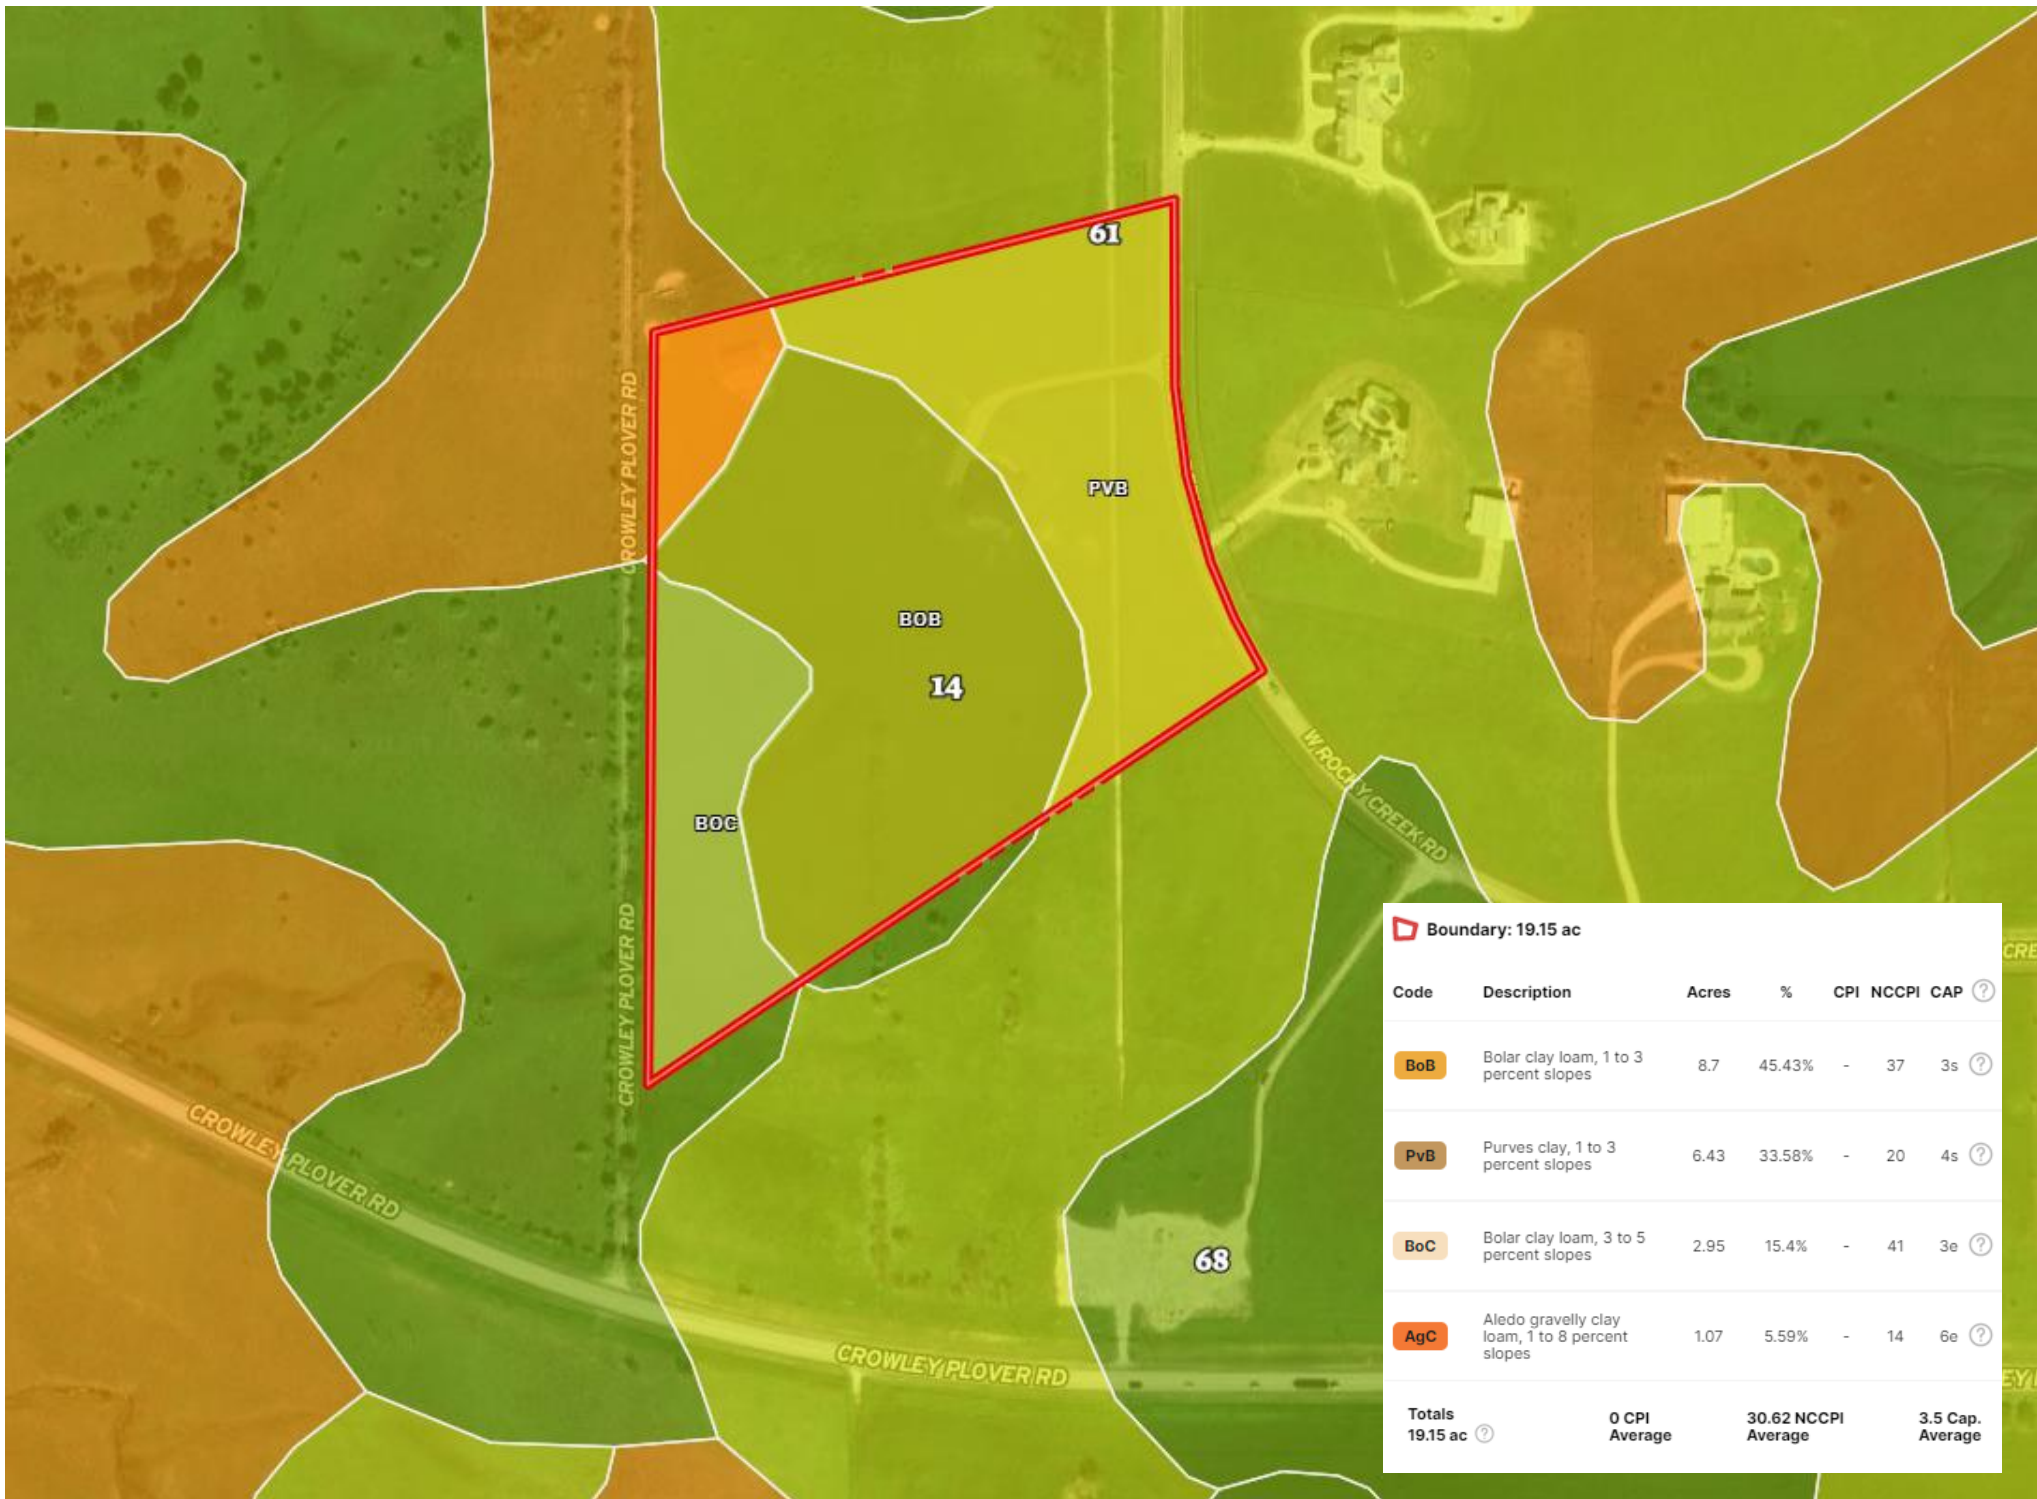 61
CROWLEY PLOVER RD
PVB
BOB
14
W ROCKY CREEK RD
BOC
CROWLEY PLOVER RD
CROWLEY PLOVER RD
68
CROWLEY PLOVER RD
CRE
EY
Boundary: 19.15 ac
Code Description Acres % CPI NCCPI CAP ?
BoB Bolar clay loam, 1 to 3 8.7 45.43% - 37 3s ?
percent slopes
PvB Purves clay, 1 to 3 6.43 33.58% - 20 4s ?
percent slopes
BoC Bolar clay loam, 3 to 5 2.95 15.4% - 41 3e ?
percent slopes
AgC Aledo gravelly clay 1.07 5.59% - 14 6e ?
loam, 1 to 8 percent
slopes
Totals 0 CPI 30.62 NCCPI 3.5 Cap.
19.15 ac ? Average Average Average